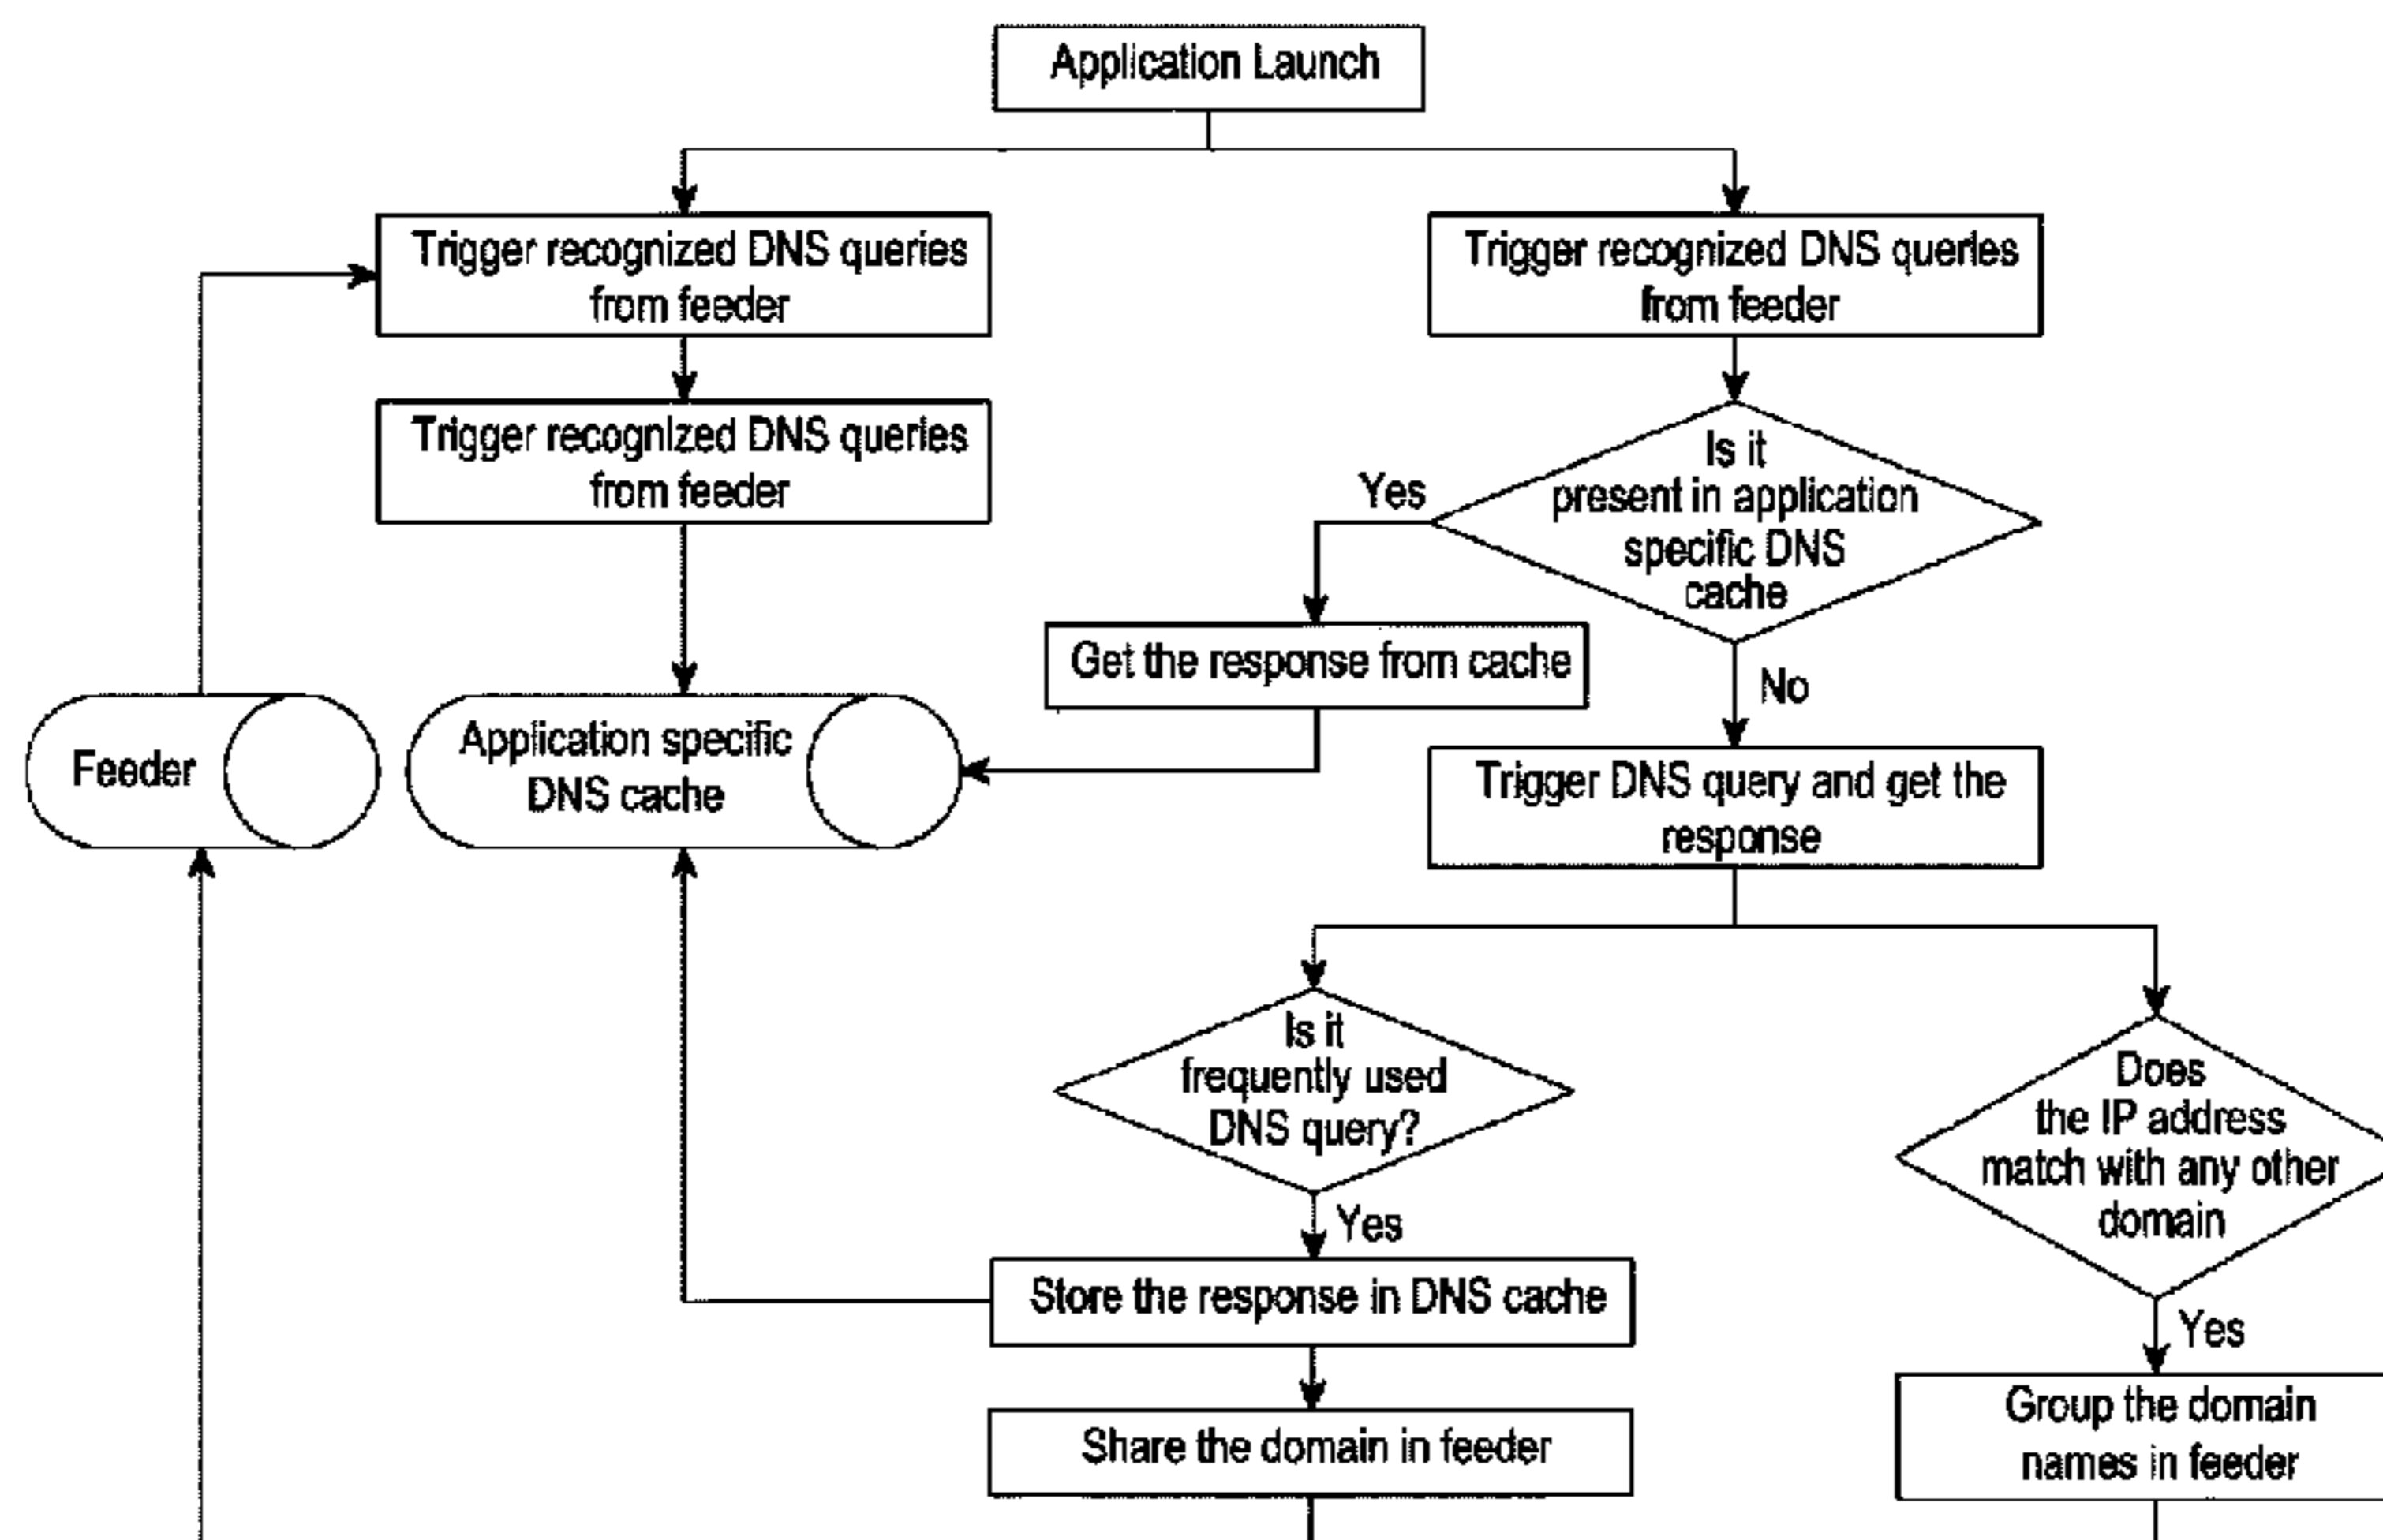 Application Launch
Trigger recognized DNS queries
from feeder
Trigger recognized DNS queries
from feeder
Trigger recognized DNS queries
from feeder
Is it
present in application
specific DNS
cache
Yes
Get the response from cache
No
Feeder
Application specific
DNS cache
Trigger DNS query and get the
response
Is it
frequently used
DNS query?
Does
the IP address
match with any other
domain
Yes
Store the response in DNS cache
Yes
Share the domain in feeder
Group the domain
names in feeder